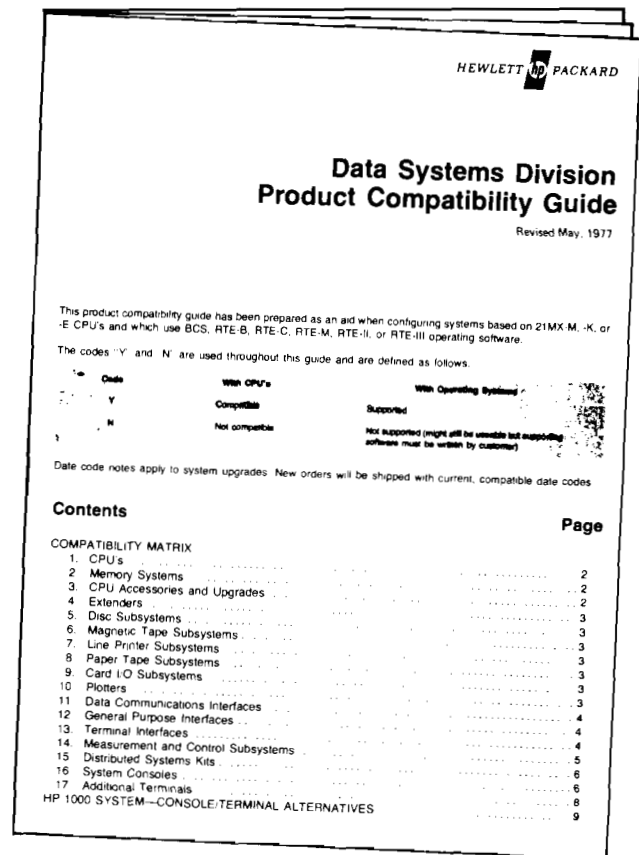 HEWLETT hp PACKARD
Data Systems Division
Product Compatibility Guide
Revised May, 1977
This product compatibility guide has been prepared as an aid when configuring systems based on 21MX-M, -K, or
-E CPU's and which use BCS, RTE-B, RTE-C, RTE-M, RTE-II, or RTE-III operating software.
The codes "Y" and N' are used throughout this guide and are defined as follows.
Code With CPU's With Operating Systems
Y Compatible Supported
N Not compatible Not supported (might still be useable but supporting
software must be written by customer)
Date code notes apply to system upgrades New orders will be shipped with current, compatible date codes
Contents
Page
COMPATIBILITY MATRIX
1. CPU's 2
2 Memory Systems 2
3. CPU Accessories and Upgrades 2
4 Extenders 3
5. Disc Subsystems 3
6. Magnetic Tape Subsystems 3
7. Line Printer Subsystems 3
8 Paper Tape Subsystems 3
9. Card I/O Subsystems 3
10 Plotters 3
11 Data Communications Interfaces 4
12 General Purpose Interfaces 4
13. Terminal Interfaces 4
14. Measurement and Control Subsystems 5
15 Distributed Systems Kits 6
16 System Consoles 6
17 Additional Terminals 8
HP 1000 SYSTEM—CONSOLE/TERMINAL ALTERNATIVES 9